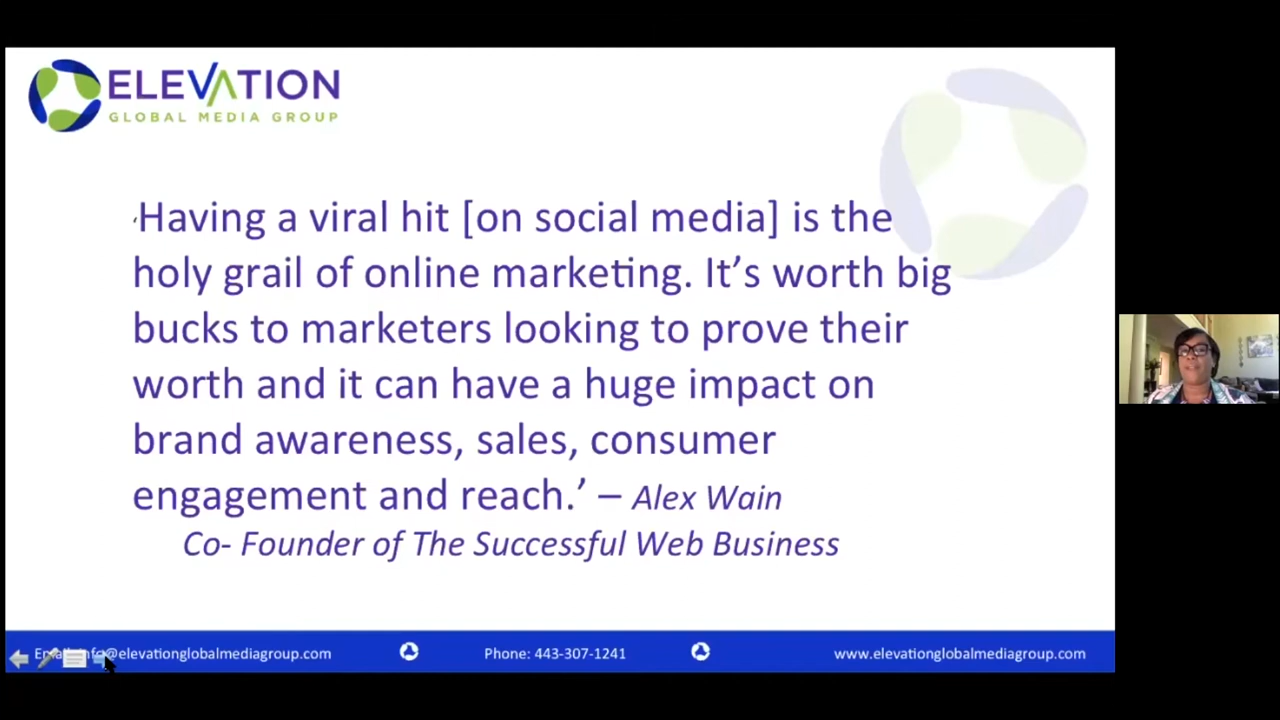 ELEVATION
GLOBAL MEDIA GROUP
‘Having a viral hit [on social media] is the
holy grail of online marketing. It’s worth big
bucks to marketers looking to prove their
worth and it can have a huge impact on
brand awareness, sales, consumer
engagement and reach.’ – Alex Wain
Co- Founder of The Successful Web Business
Email: info@elevationglobalmediagroup.com
Phone: 443-307-1241
www.elevationglobalmediagroup.com